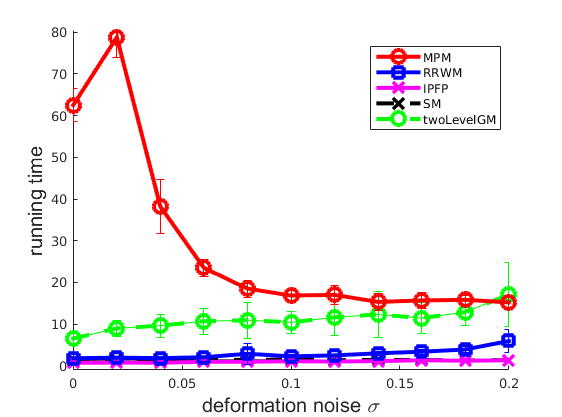 80
70
60
50
40
30
20
10
0
running time
MPM
RRWM
IPFP
SM
twoLevelGM
0
0.05
0.1
0.15
0.2
deformation noise σ